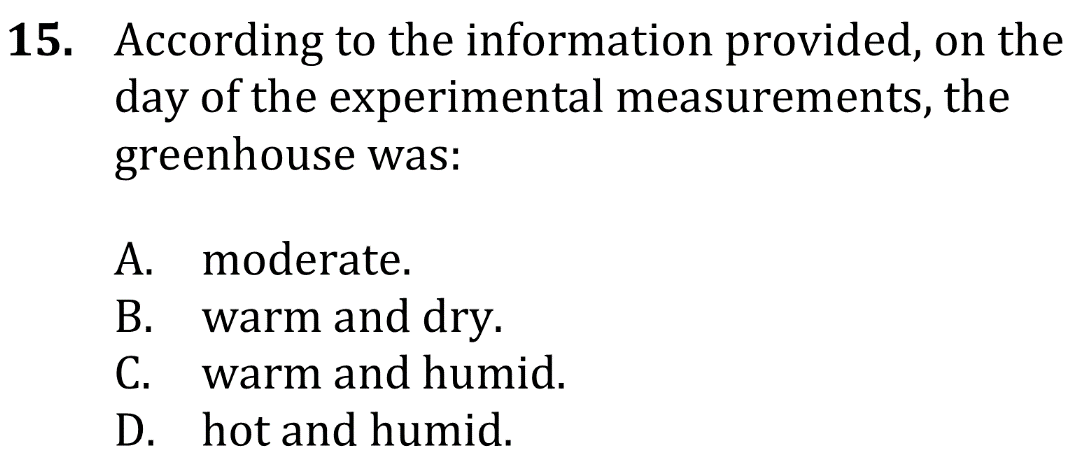 15. According to the information provided, on the
day of the experimental measurements, the
greenhouse was:
A. moderate.
B. warm and dry.
C. warm and humid.
D. hot and humid.